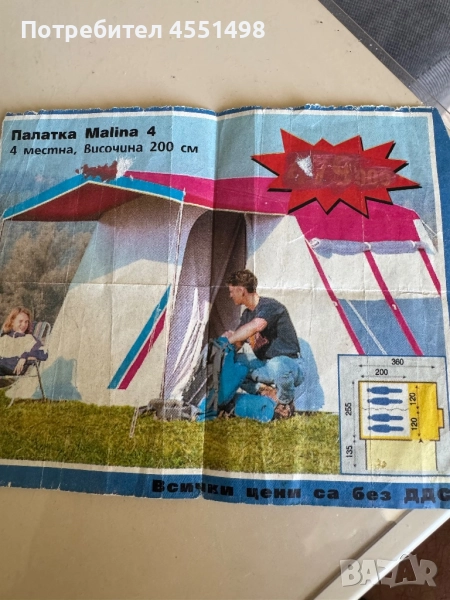 Потребител 4551498
Палатка Malina 4
4 местна, височина 200 см
360
200
255
120
120
135
Всички цени са без ДДС
BAZAR